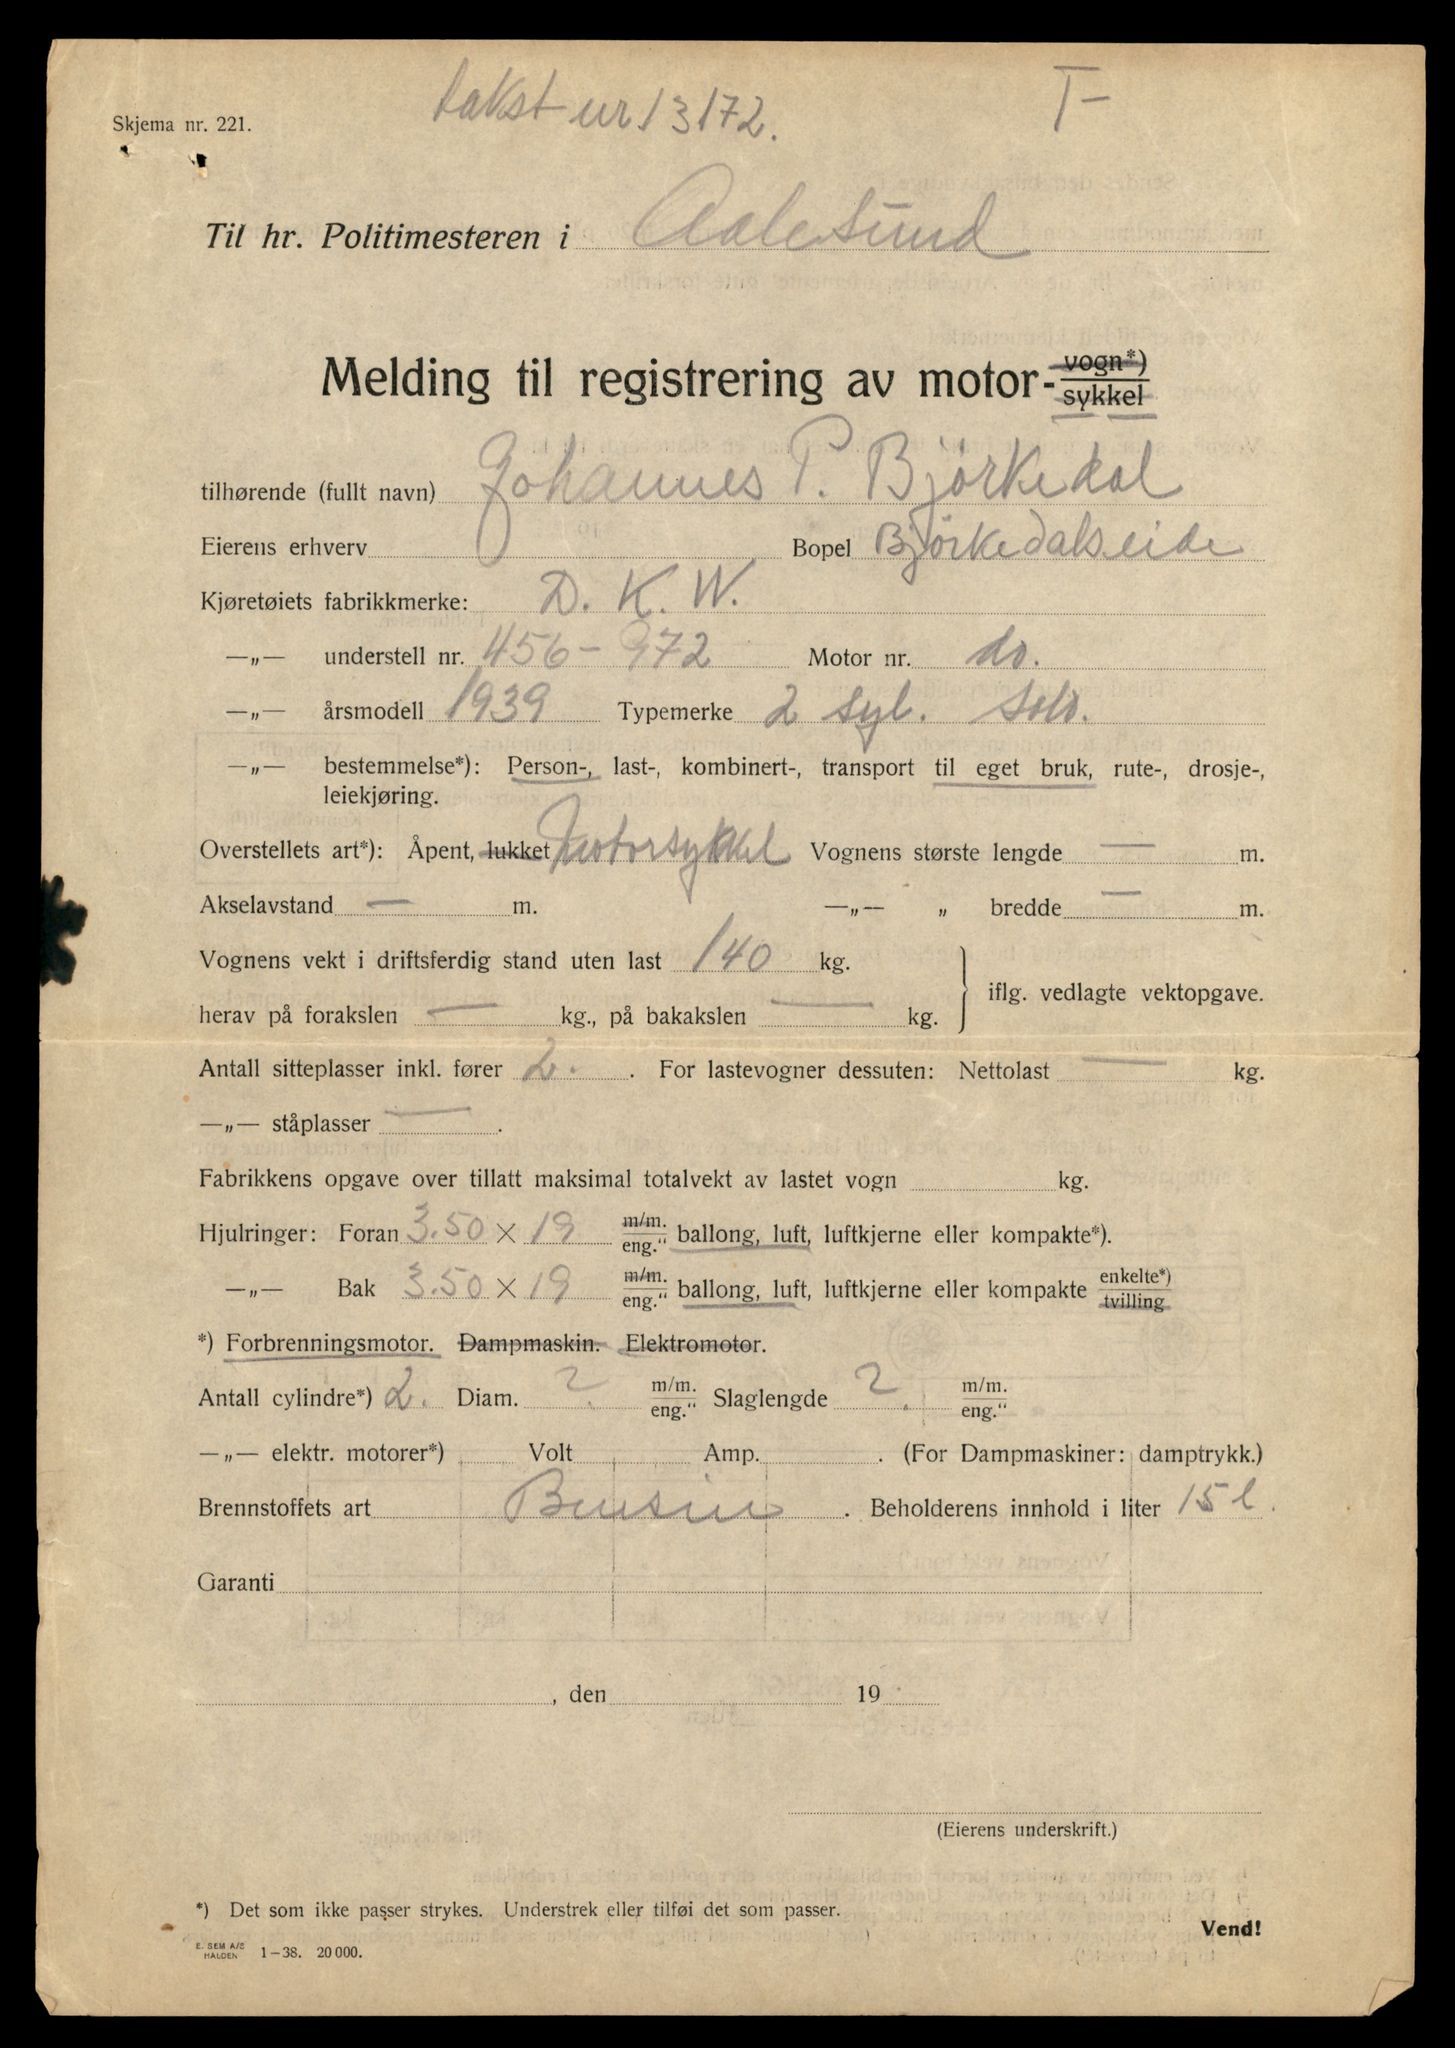 takst nr. 13172. T-
Skjema nr. 221.
Til hr. Politimesteren i Aalesund
Melding til registrering av motor- vogn*) / sykkel
tilhørende (fullt navn) Johannes P. Björkedal
Eierens erhverv Bopel Björkedalseide
Kjøretøiets fabrikkmerke: D. K. W.
—„— understell nr. 456-972 Motor nr. do.
—„— årsmodell 1939 Typemerke 2 syl. solo.
—„— bestemmelse*): Person-, last-, kombinert-, transport til eget bruk, rute-, drosje-,
leiekjøring.
Overstellets art*): Åpent, lukket Motorsykkel Vognens største lengde — m.
Akselavstand — m. —„— „ bredde — m.
Vognens vekt i driftsferdig stand uten last 140 kg.
iflg. vedlagte vektopgave.
herav på forakslen — kg., på bakakslen — kg.
Antall sitteplasser inkl. fører 2. . For lastevogner dessuten: Nettolast — kg.
—„— ståplasser — .
Fabrikkens opgave over tillatt maksimal totalvekt av lastet vogn kg.
Hjulringer: Foran 3.50 × 19 m/m. / eng." ballong, luft, luftkjerne eller kompakte*).
—„— Bak 3.50 × 19 m/m. / eng." ballong, luft, luftkjerne eller kompakte enkelte*) / tvilling
*) Forbrenningsmotor. Dampmaskin. Elektromotor.
Antall cylindre*) 2. Diam. ? m/m. / eng." Slaglengde ? m/m. / eng."
—„— elektr. motorer*) Volt Amp. . (For Dampmaskiner: damptrykk.)
Brennstoffets art Bensin . Beholderens innhold i liter 15 l.
Garanti
, den 19
(Eierens underskrift.)
*) Det som ikke passer strykes. Understrek eller tilføi det som passer.
Vend!
E. SEM A/S HALDEN 1-38. 20 000.